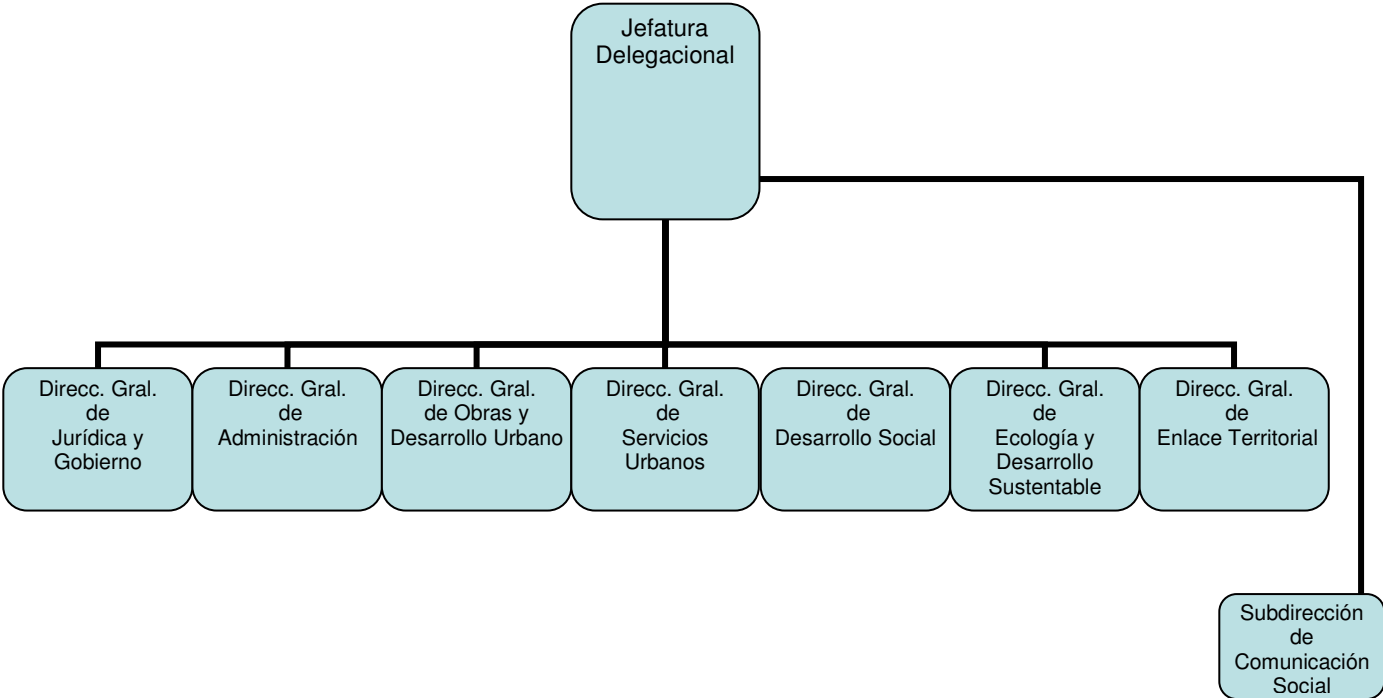 Jefatura
Delegacional
Direcc. Gral.
de
Jurídica y
Gobierno
Direcc. Gral.
de
Administración
Direcc. Gral.
de Obras y
Desarrollo Urbano
Direcc. Gral.
de
Servicios
Urbanos
Direcc. Gral.
de
Desarrollo Social
Direcc. Gral.
de
Ecología y
Desarrollo
Sustentable
Direcc. Gral.
de
Enlace Territorial
Subdirección
de
Comunicación
Social